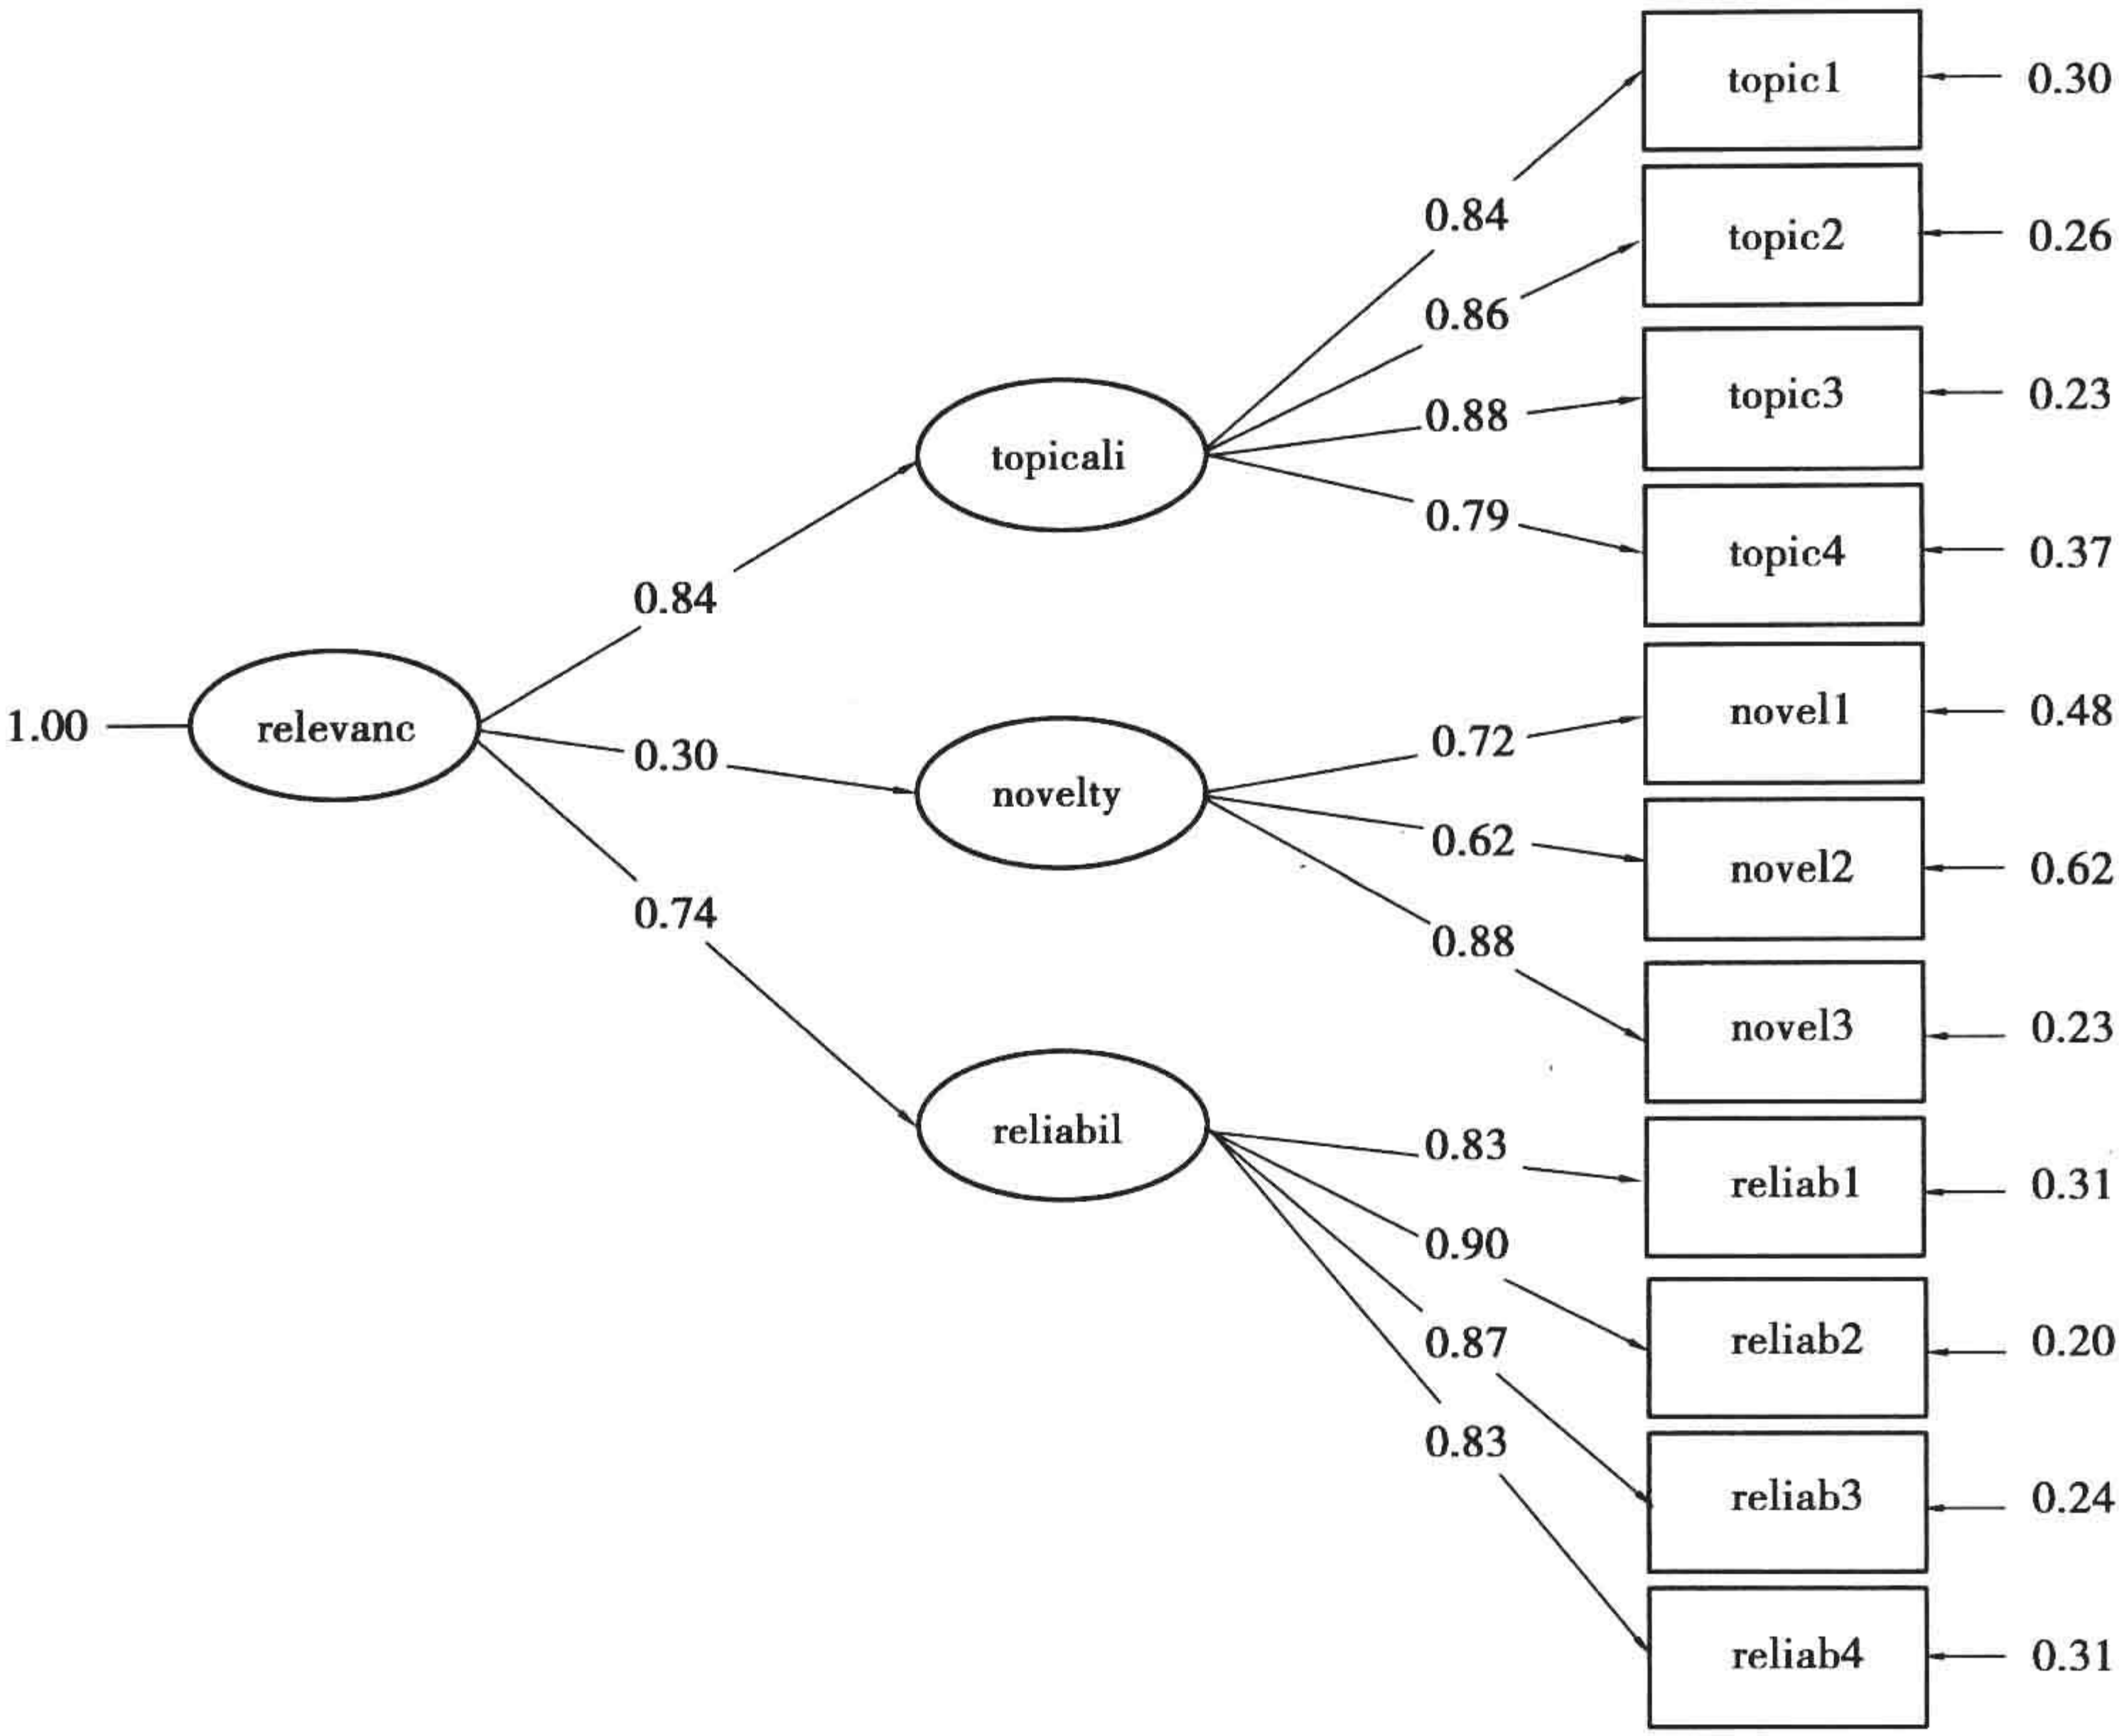 topic1 0.30
0.84
topic2 0.26
0.86
topic3 0.23
0.88
topicali
0.79
topic4 0.37
0.84
1.00 relevanc
0.30
novelty
0.72
novel1 0.48
0.62
novel2 0.62
0.88
novel3 0.23
0.74
reliabil
0.83
reliab1 0.31
0.90
reliab2 0.20
0.87
reliab3 0.24
0.83
reliab4 0.31